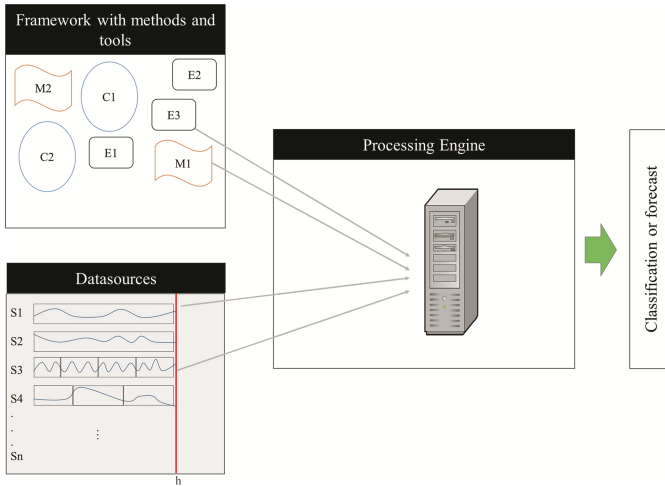 Framework with methods and
tools
M2
C1
E2
E3
C2
E1
M1
Processing Engine
Classification or forecast
Datasources
S1
S2
S3
S4
.
.
.
Sn
⋮
h